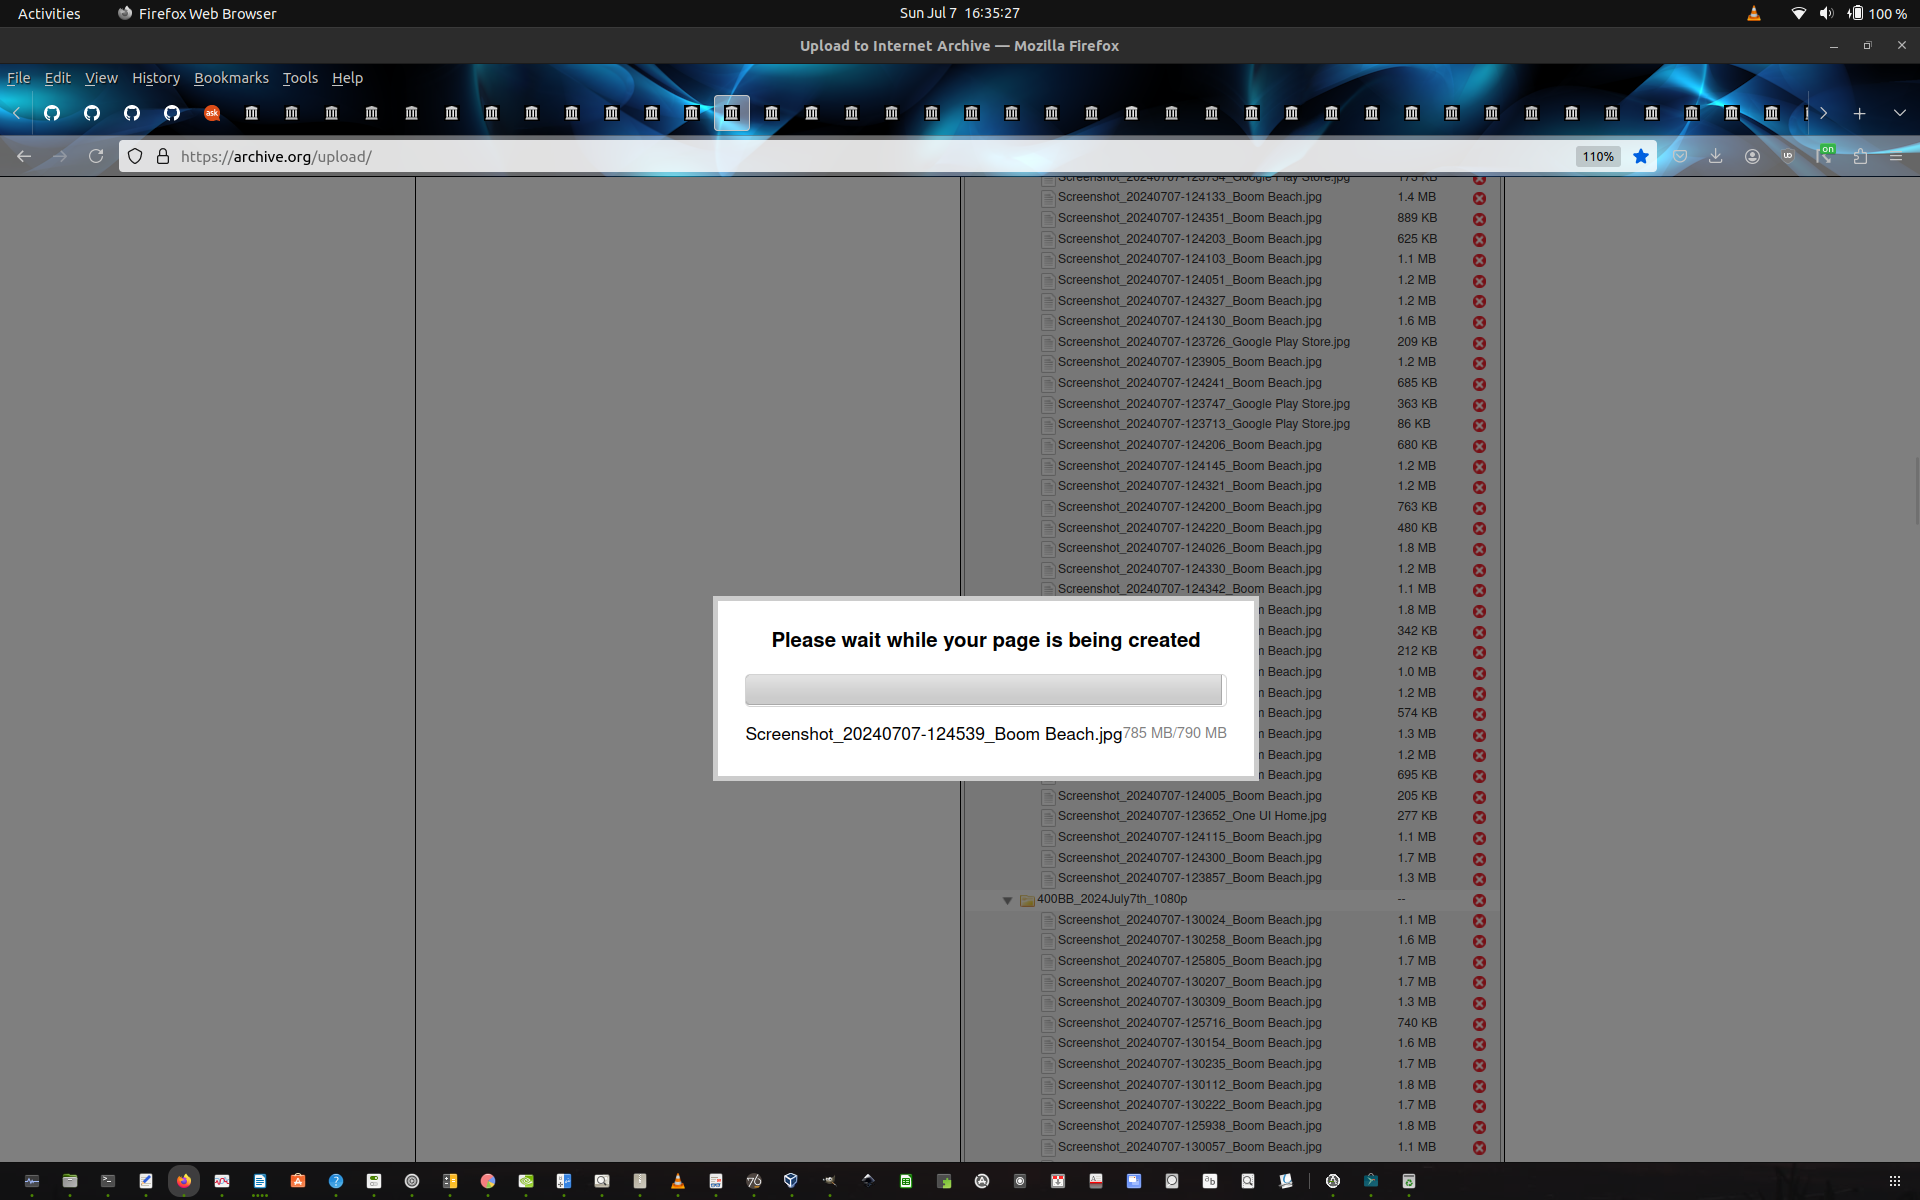 Activities Firefox Web Browser Sun Jul 7 16:35:27 100 %
Upload to Internet Archive — Mozilla Firefox
File Edit View History Bookmarks Tools Help
ask
https://archive.org/upload/ 110% on
Screenshot_20240707-123734_Google Play Store.jpg 173 KB
Screenshot_20240707-124133_Boom Beach.jpg 1.4 MB
Screenshot_20240707-124351_Boom Beach.jpg 889 KB
Screenshot_20240707-124203_Boom Beach.jpg 625 KB
Screenshot_20240707-124103_Boom Beach.jpg 1.1 MB
Screenshot_20240707-124051_Boom Beach.jpg 1.2 MB
Screenshot_20240707-124327_Boom Beach.jpg 1.2 MB
Screenshot_20240707-124130_Boom Beach.jpg 1.6 MB
Screenshot_20240707-123726_Google Play Store.jpg 209 KB
Screenshot_20240707-123905_Boom Beach.jpg 1.2 MB
Screenshot_20240707-124241_Boom Beach.jpg 685 KB
Screenshot_20240707-123747_Google Play Store.jpg 363 KB
Screenshot_20240707-123713_Google Play Store.jpg 86 KB
Screenshot_20240707-124206_Boom Beach.jpg 680 KB
Screenshot_20240707-124145_Boom Beach.jpg 1.2 MB
Screenshot_20240707-124321_Boom Beach.jpg 1.2 MB
Screenshot_20240707-124200_Boom Beach.jpg 763 KB
Screenshot_20240707-124220_Boom Beach.jpg 480 KB
Screenshot_20240707-124026_Boom Beach.jpg 1.8 MB
Screenshot_20240707-124330_Boom Beach.jpg 1.2 MB
Screenshot_20240707-124342_Boom Beach.jpg 1.1 MB
m Beach.jpg 1.8 MB
m Beach.jpg 342 KB
m Beach.jpg 212 KB
m Beach.jpg 1.0 MB
m Beach.jpg 1.2 MB
m Beach.jpg 574 KB
m Beach.jpg 1.3 MB
m Beach.jpg 1.2 MB
m Beach.jpg 695 KB
Please wait while your page is being created
Screenshot_20240707-124539_Boom Beach.jpg 785 MB/790 MB
Screenshot_20240707-124005_Boom Beach.jpg 205 KB
Screenshot_20240707-123652_One UI Home.jpg 277 KB
Screenshot_20240707-124115_Boom Beach.jpg 1.1 MB
Screenshot_20240707-124300_Boom Beach.jpg 1.7 MB
Screenshot_20240707-123857_Boom Beach.jpg 1.3 MB
400BB_2024July7th_1080p --
Screenshot_20240707-130024_Boom Beach.jpg 1.1 MB
Screenshot_20240707-130258_Boom Beach.jpg 1.6 MB
Screenshot_20240707-125805_Boom Beach.jpg 1.7 MB
Screenshot_20240707-130207_Boom Beach.jpg 1.7 MB
Screenshot_20240707-130309_Boom Beach.jpg 1.3 MB
Screenshot_20240707-125716_Boom Beach.jpg 740 KB
Screenshot_20240707-130154_Boom Beach.jpg 1.6 MB
Screenshot_20240707-130235_Boom Beach.jpg 1.7 MB
Screenshot_20240707-130112_Boom Beach.jpg 1.8 MB
Screenshot_20240707-130222_Boom Beach.jpg 1.7 MB
Screenshot_20240707-125938_Boom Beach.jpg 1.8 MB
Screenshot_20240707-130057_Boom Beach.jpg 1.1 MB